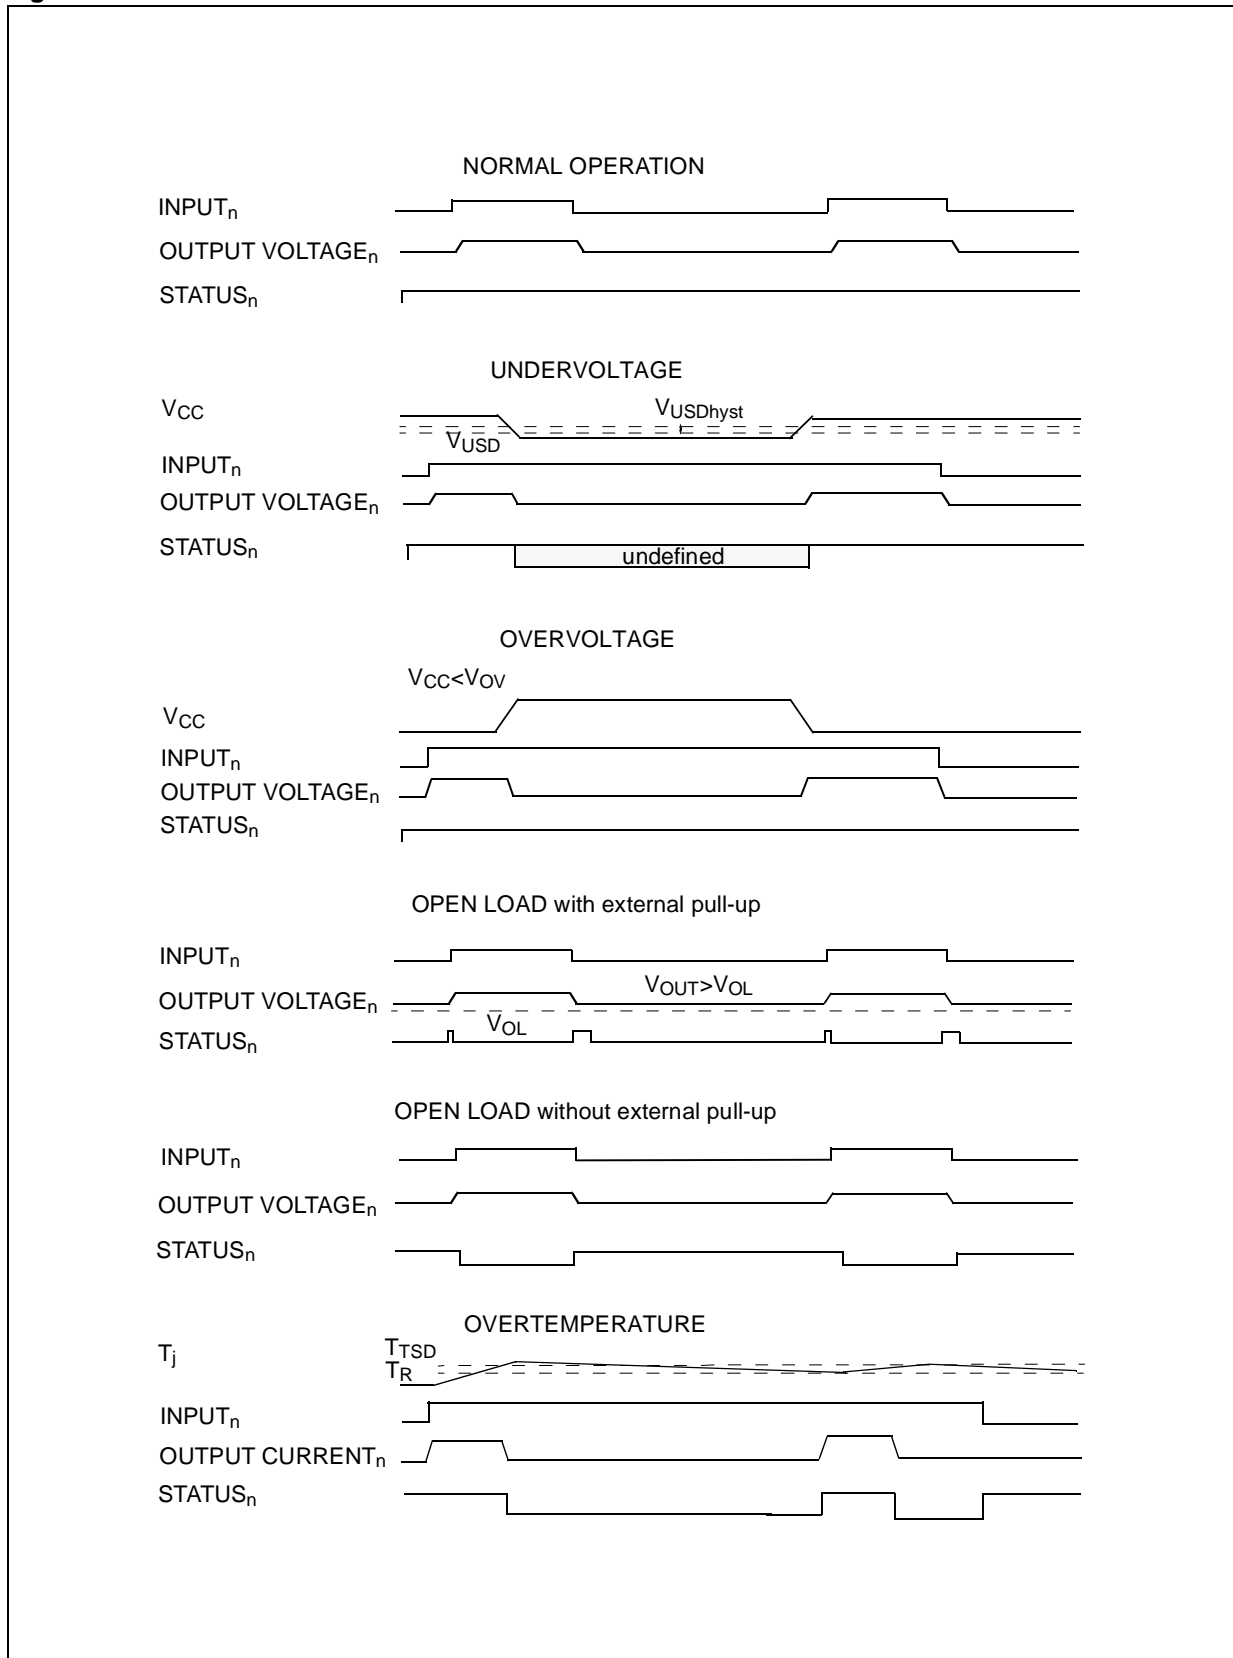 NORMAL OPERATION
INPUTn
OUTPUT VOLTAGEn
STATUSn
UNDERVOLTAGE
VCC
VUSDhyst
VUSD
INPUTn
OUTPUT VOLTAGEn
STATUSn
undefined
OVERVOLTAGE
VCC<VOV
VCC
INPUTn
OUTPUT VOLTAGEn
STATUSn
OPEN LOAD with external pull-up
INPUTn
OUTPUT VOLTAGEn
VOUT>VOL
VOL
STATUSn
OPEN LOAD without external pull-up
INPUTn
OUTPUT VOLTAGEn
STATUSn
OVERTEMPERATURE
Tj
TTSD
TR
INPUTn
OUTPUT CURRENTn
STATUSn